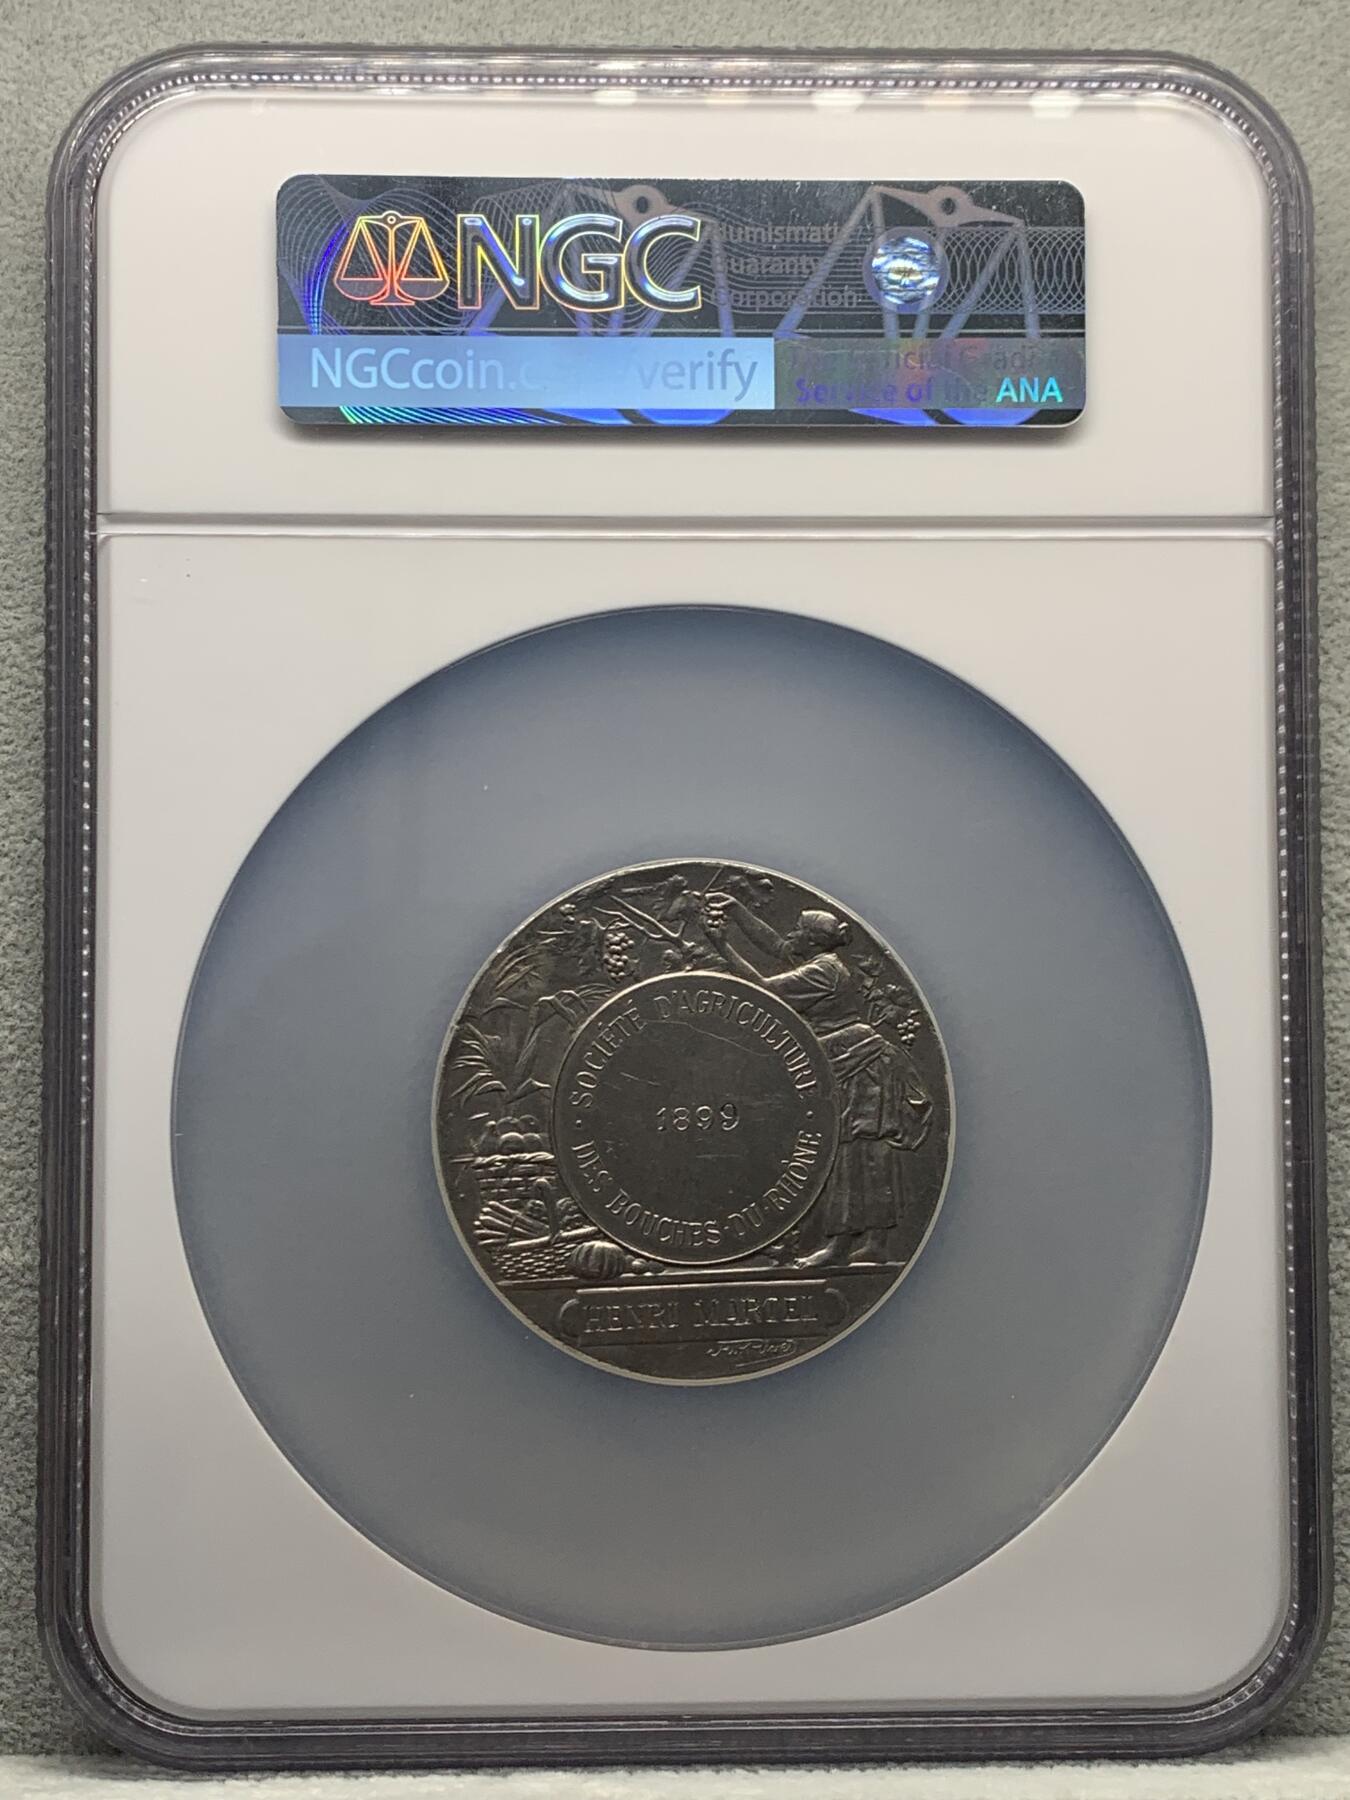 NGC
Numismatic
Guaranty
Corporation
NGCcoin.com/verify
The Official Grading
Service of the ANA
SOCIÉTÉ D'AGRICULTURE
1899
· DES BOUCHES-DU-RHÔNE ·
HENRI MARCEL